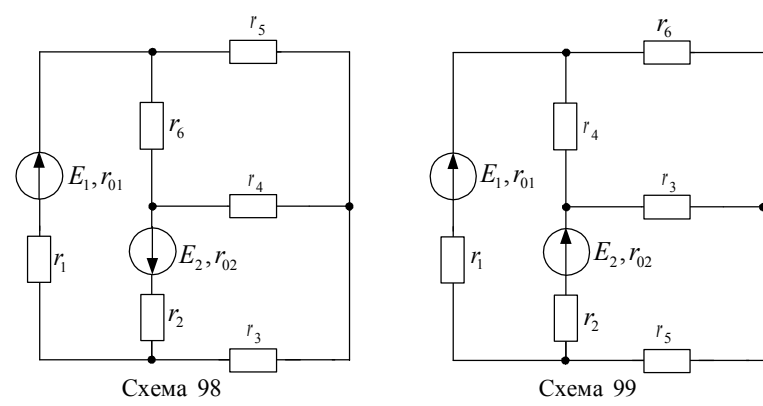 r₅
r₆
E₁, r₀₁
r₄
r₁
E₂, r₀₂
r₂
r₃
Схема 98
r₆
r₄
E₁, r₀₁
r₃
r₁
E₂, r₀₂
r₂
r₅
Схема 99